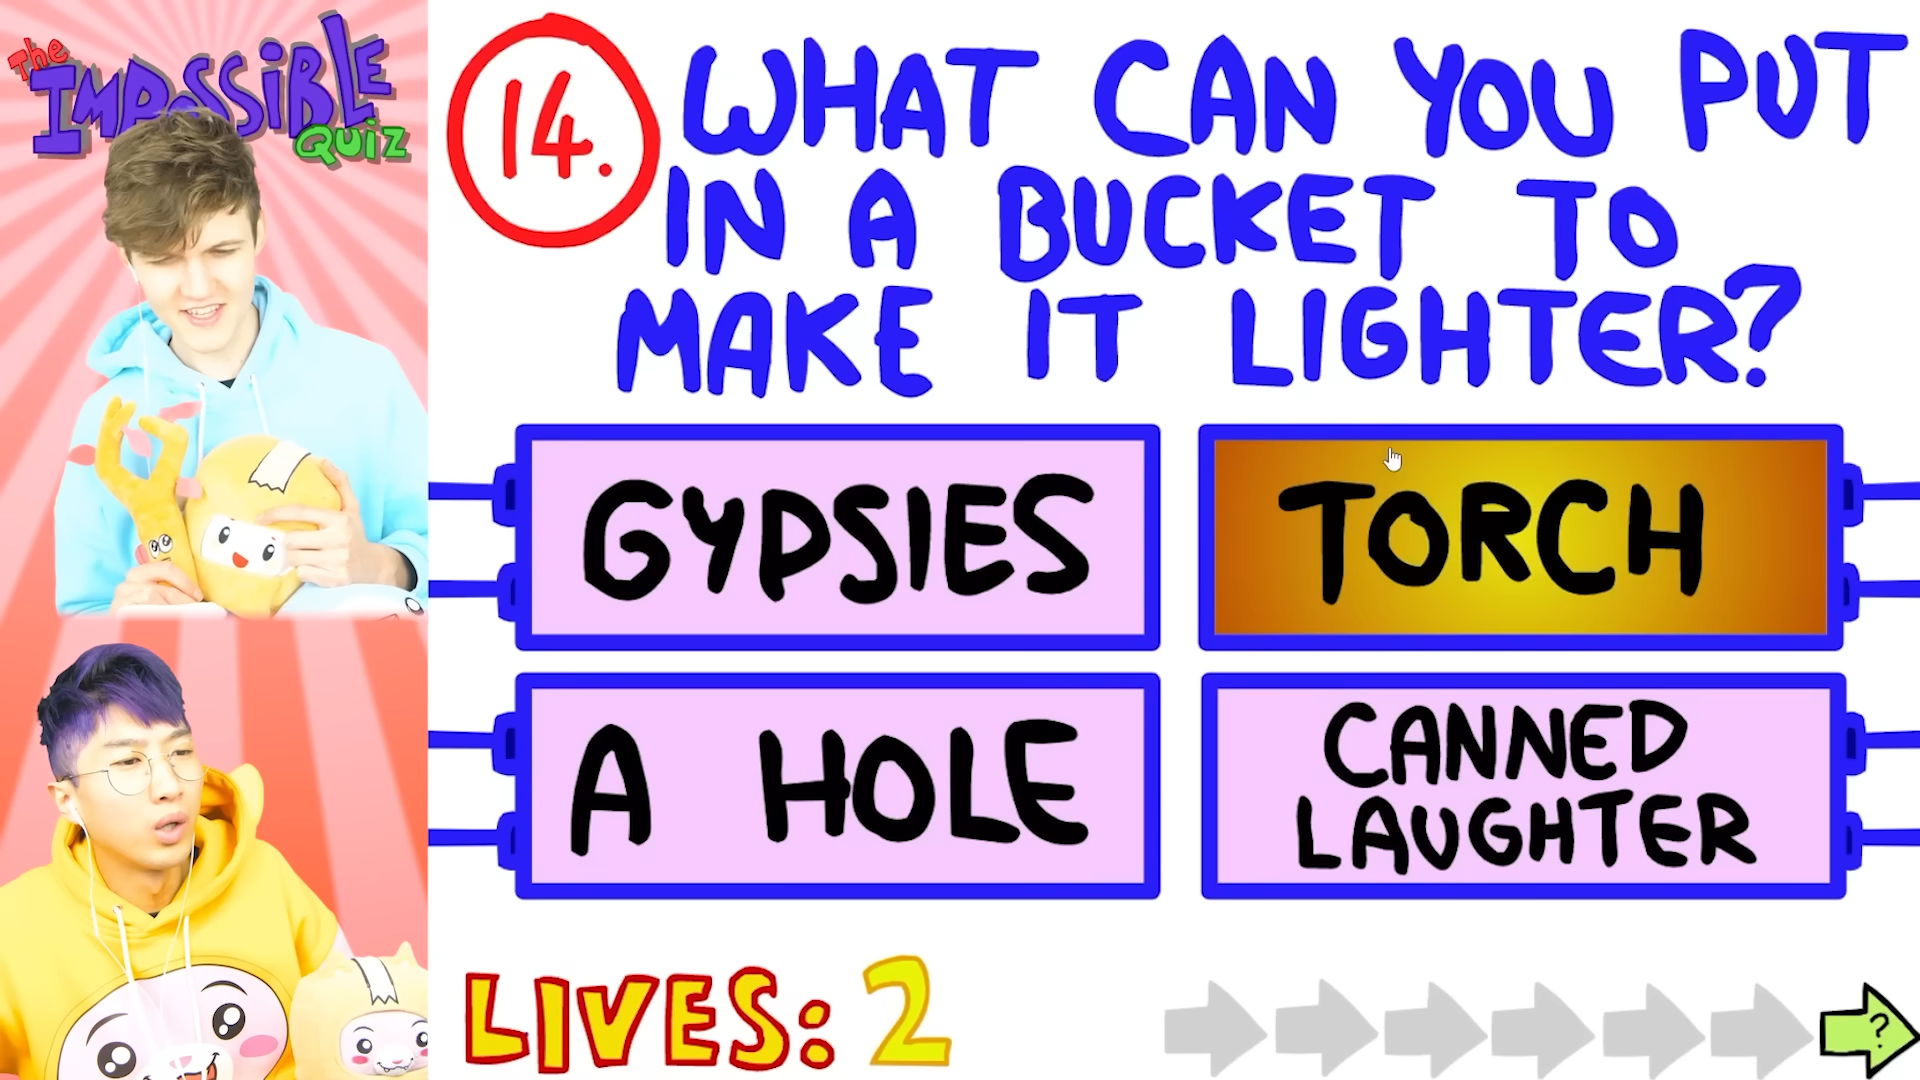 The
IMPOSSIBLE
QUIZ
14.
WHAT CAN YOU PUT
IN A BUCKET TO
MAKE IT LIGHTER?
GYPSIES
TORCH
A HOLE
CANNED
LAUGHTER
LIVES: 2
?